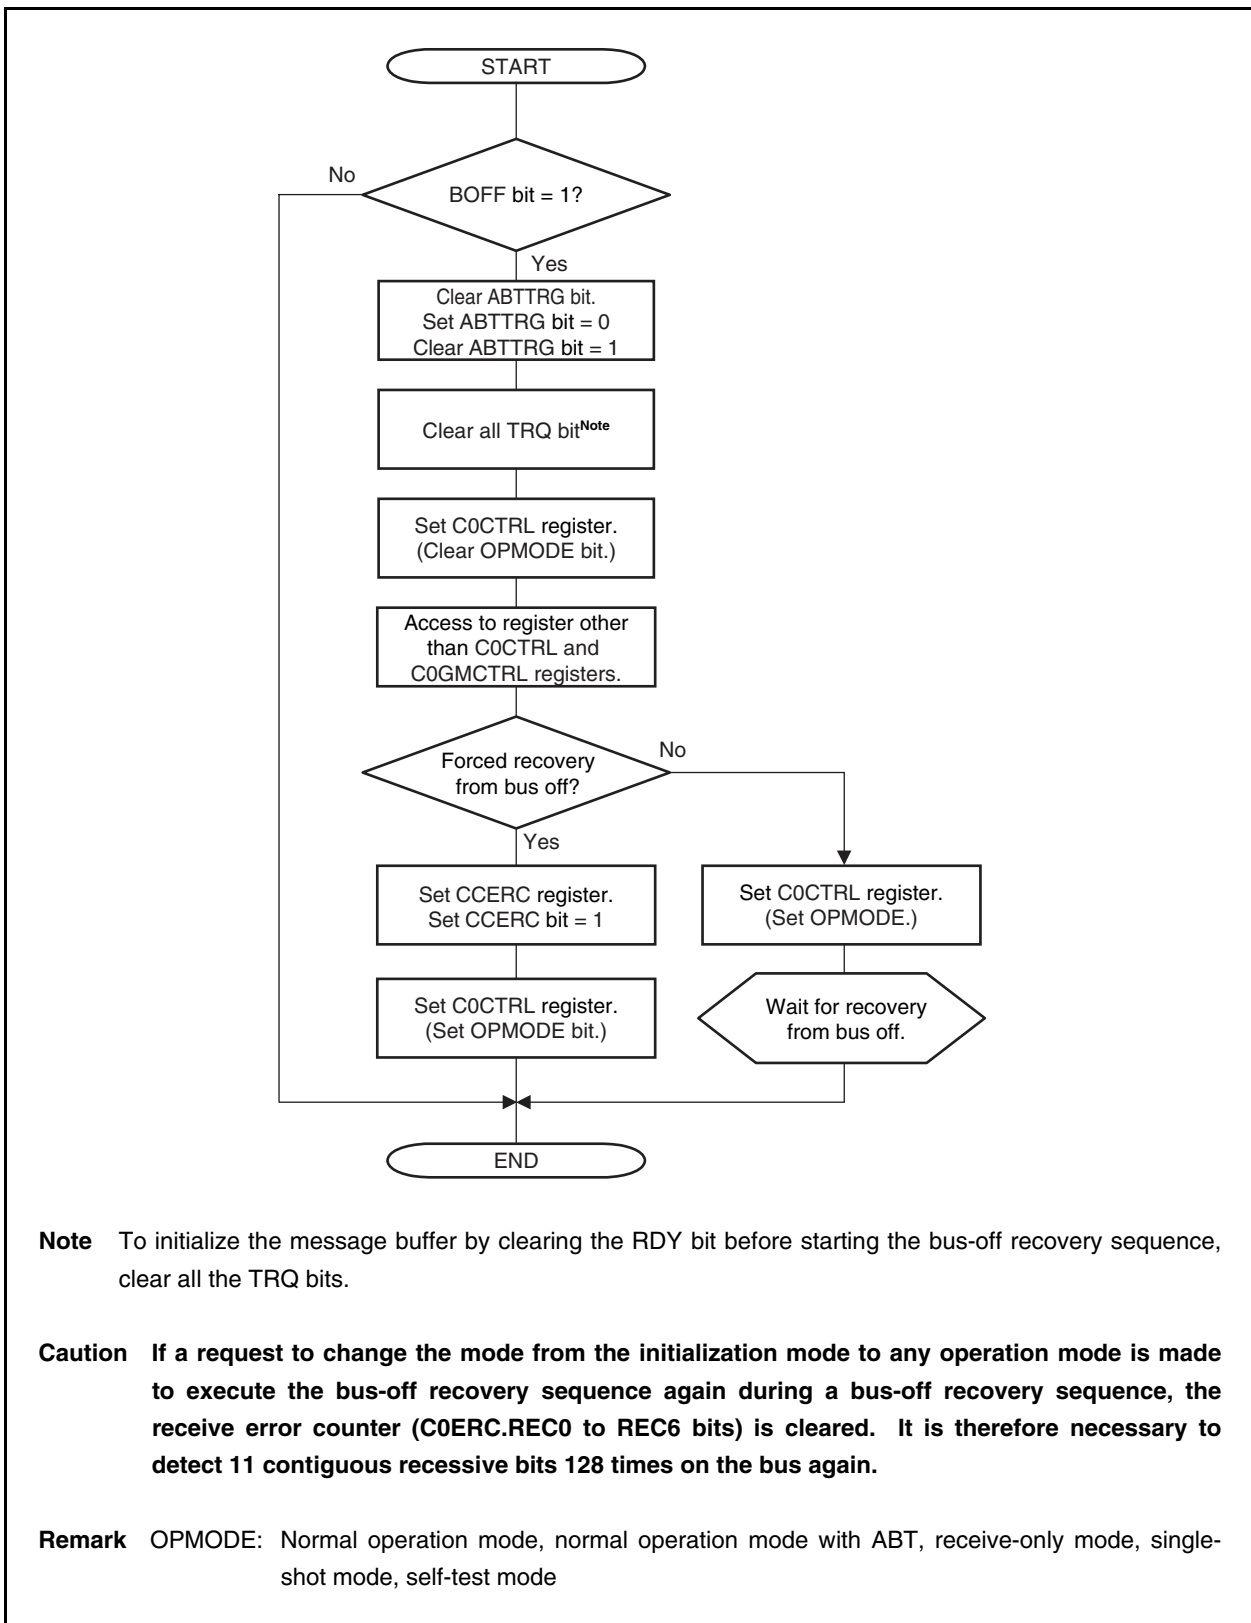 START
No
BOFF bit = 1?
Yes
Clear ABTTRG bit.
Set ABTTRG bit = 0
Clear ABTTRG bit = 1
Clear all TRQ bitNote
Set C0CTRL register.
(Clear OPMODE bit.)
Access to register other
than C0CTRL and
C0GMCTRL registers.
Forced recovery
from bus off?
No
Yes
Set CCERC register.
Set CCERC bit = 1
Set C0CTRL register.
(Set OPMODE.)
Set C0CTRL register.
(Set OPMODE bit.)
Wait for recovery
from bus off.
END
Note To initialize the message buffer by clearing the RDY bit before starting the bus-off recovery sequence,
clear all the TRQ bits.
Caution If a request to change the mode from the initialization mode to any operation mode is made
to execute the bus-off recovery sequence again during a bus-off recovery sequence, the
receive error counter (C0ERC.REC0 to REC6 bits) is cleared. It is therefore necessary to
detect 11 contiguous recessive bits 128 times on the bus again.
Remark OPMODE: Normal operation mode, normal operation mode with ABT, receive-only mode, single-
shot mode, self-test mode